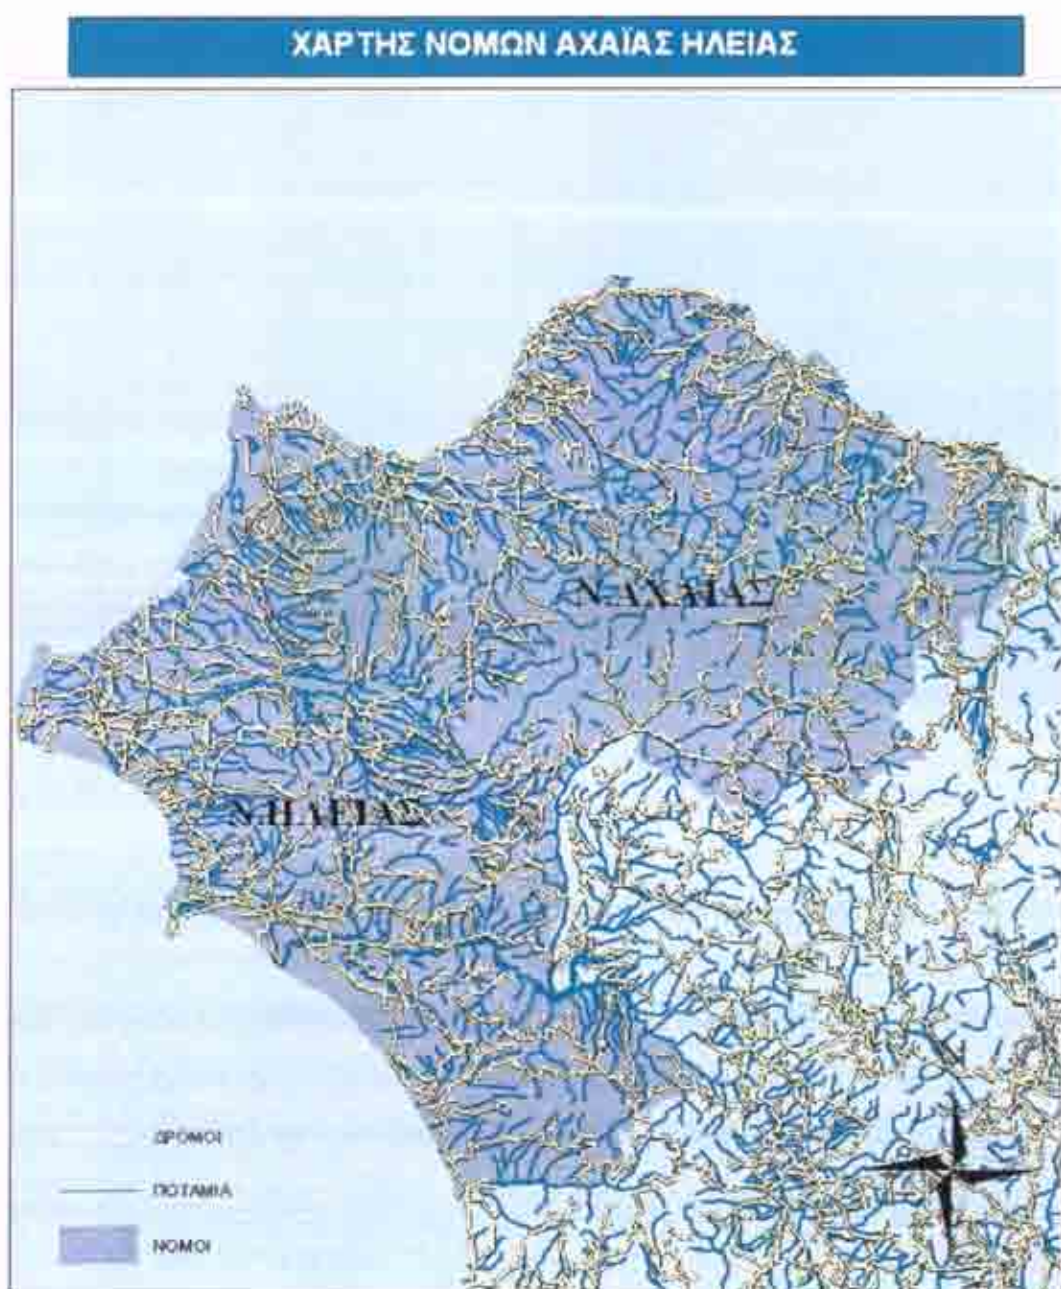 ΧΑΡΤΗΣ ΝΟΜΩΝ ΑΧΑΪΑΣ ΗΛΕΙΑΣ
Ν.ΑΧΑΙΑΣ
Ν.ΗΛΕΙΑΣ
ΔΡΟΜΟΙ
ΠΟΤΑΜΙΑ
ΝΟΜΟΙ